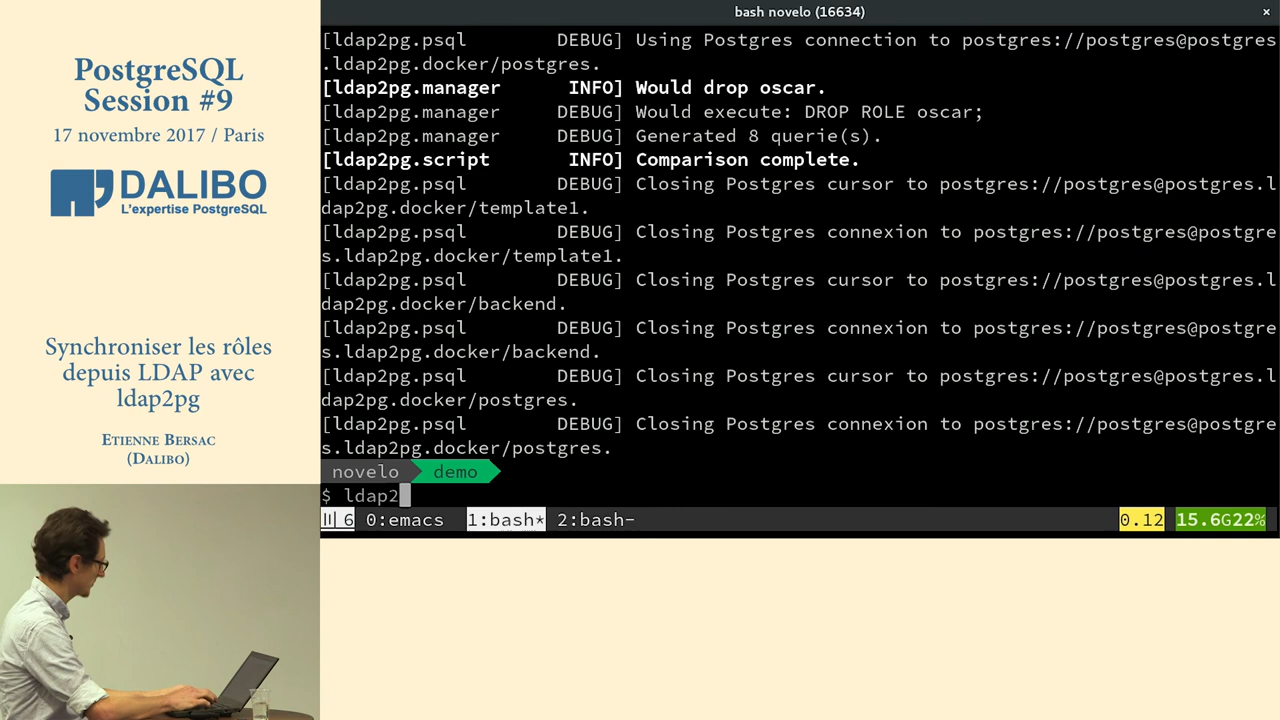 PostgreSQL
Session #9
17 novembre 2017 / Paris
DALIBO
L'expertise PostgreSQL
Synchroniser les rôles
depuis LDAP avec
ldap2pg
Etienne Bersac
(Dalibo)
bash novelo (16634)
×
[ldap2pg.psql        DEBUG] Using Postgres connection to postgres://postgres@postgres
.ldap2pg.docker/postgres.
[ldap2pg.manager      INFO] Would drop oscar.
[ldap2pg.manager     DEBUG] Would execute: DROP ROLE oscar;
[ldap2pg.manager     DEBUG] Generated 8 querie(s).
[ldap2pg.script       INFO] Comparison complete.
[ldap2pg.psql        DEBUG] Closing Postgres cursor to postgres://postgres@postgres.l
dap2pg.docker/template1.
[ldap2pg.psql        DEBUG] Closing Postgres connexion to postgres://postgres@postgre
s.ldap2pg.docker/template1.
[ldap2pg.psql        DEBUG] Closing Postgres cursor to postgres://postgres@postgres.l
dap2pg.docker/backend.
[ldap2pg.psql        DEBUG] Closing Postgres connexion to postgres://postgres@postgre
s.ldap2pg.docker/backend.
[ldap2pg.psql        DEBUG] Closing Postgres cursor to postgres://postgres@postgres.l
dap2pg.docker/postgres.
[ldap2pg.psql        DEBUG] Closing Postgres connexion to postgres://postgres@postgre
s.ldap2pg.docker/postgres.
novelo demo
$ ldap2
6 0:emacs 1:bash* 2:bash- 0.12 15.6G22%